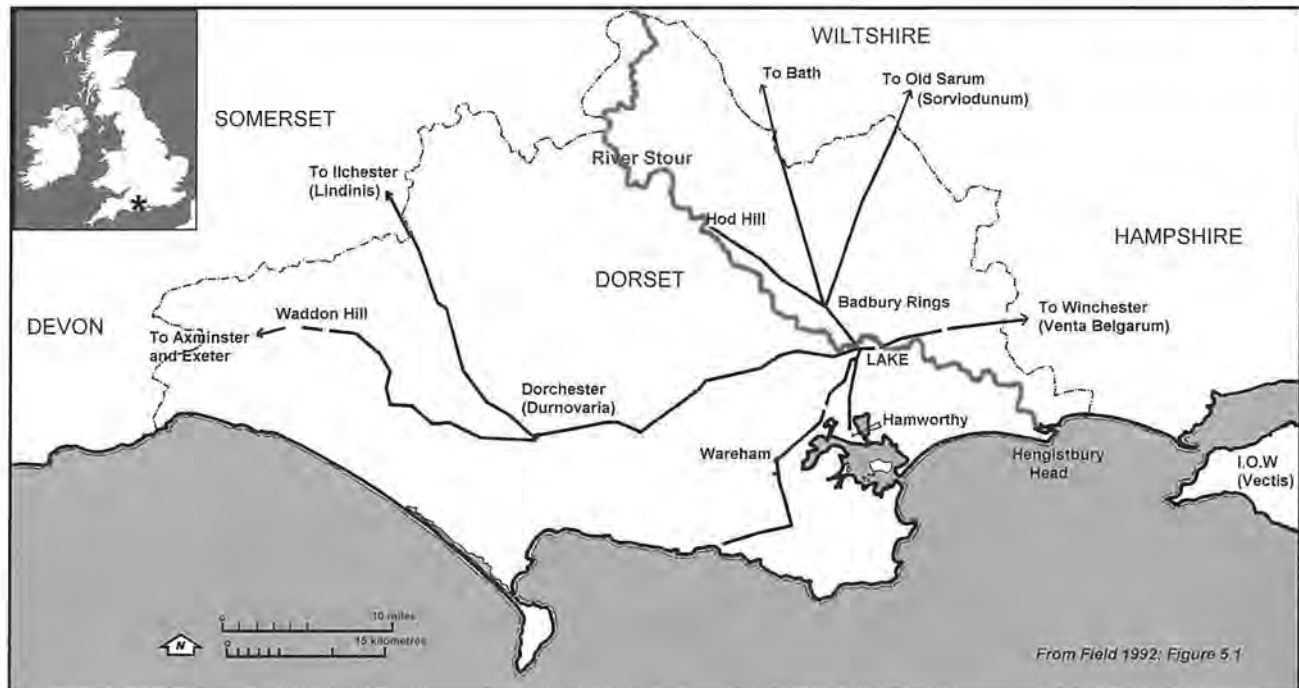 WILTSHIRE
To Bath
To Old Sarum
(Sorviodunum)
SOMERSET
River Stour
To Ilchester
(Lindinis)
Hod Hill
HAMPSHIRE
DORSET
Badbury Rings
DEVON
Waddon Hill
To Winchester
(Venta Belgarum)
To Axminster
and Exeter
LAKE
Dorchester
(Durnovaria)
Hamworthy
Wareham
Hengistbury
Head
I.O.W
(Vectis)
0 10 miles
0 15 kilometres
N
From Field 1992: Figure 5.1